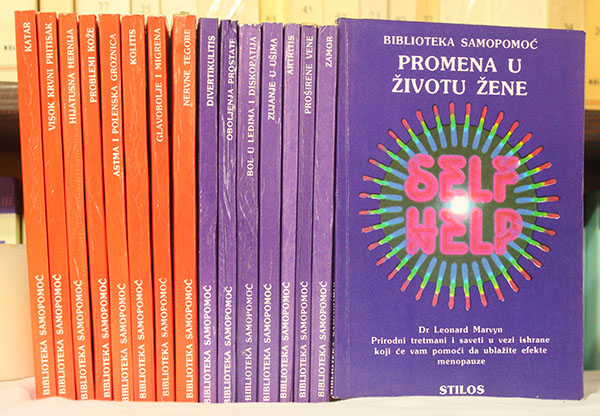 KATAR
BIBLIOTEKA SAMOPOMOĆ
VISOK KRVNI PRITISAK
BIBLIOTEKA SAMOPOMOĆ
HIJATUSNA HERNIJA
BIBLIOTEKA SAMOPOMOĆ
PROBLEMI KOŽE
BIBLIOTEKA SAMOPOMOĆ
ASTMA I POLENSKA GROZNICA
BIBLIOTEKA SAMOPOMOĆ
KOLITIS
BIBLIOTEKA SAMOPOMOĆ
GLAVOBOLJE I MIGRENA
BIBLIOTEKA SAMOPOMOĆ
NERVNE TEGOBE
BIBLIOTEKA SAMOPOMOĆ
DIVERTIKULITIS
BIBLIOTEKA SAMOPOMOĆ
OBOLJENJA PROSTATE
BIBLIOTEKA SAMOPOMOĆ
BOL U LEĐIMA I DISKOPATIJA
BIBLIOTEKA SAMOPOMOĆ
ZUJANJE U UŠIMA
BIBLIOTEKA SAMOPOMOĆ
ARTRITIS
BIBLIOTEKA SAMOPOMOĆ
PROŠIRENE VENE
BIBLIOTEKA SAMOPOMOĆ
ZAMOR
BIBLIOTEKA SAMOPOMOĆ
BIBLIOTEKA SAMOPOMOĆ
PROMENA U
ŽIVOTU ŽENE
SELF
HELP
Dr Leonard Marvyn
Prirodni tretmani i saveti u vezi ishrane
koji će vam pomoći da ublažite efekte
menopauze
STILOS